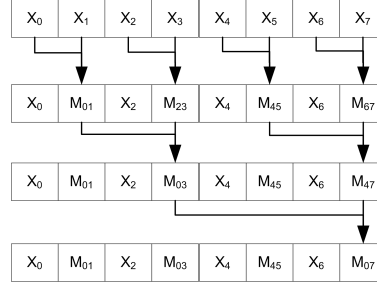 X₀ X₁ X₂ X₃ X₄ X₅ X₆ X₇
X₀ M₀₁ X₂ M₂₃ X₄ M₄₅ X₆ M₆₇
X₀ M₀₁ X₂ M₀₃ X₄ M₄₅ X₆ M₄₇
X₀ M₀₁ X₂ M₀₃ X₄ M₄₅ X₆ M₀₇